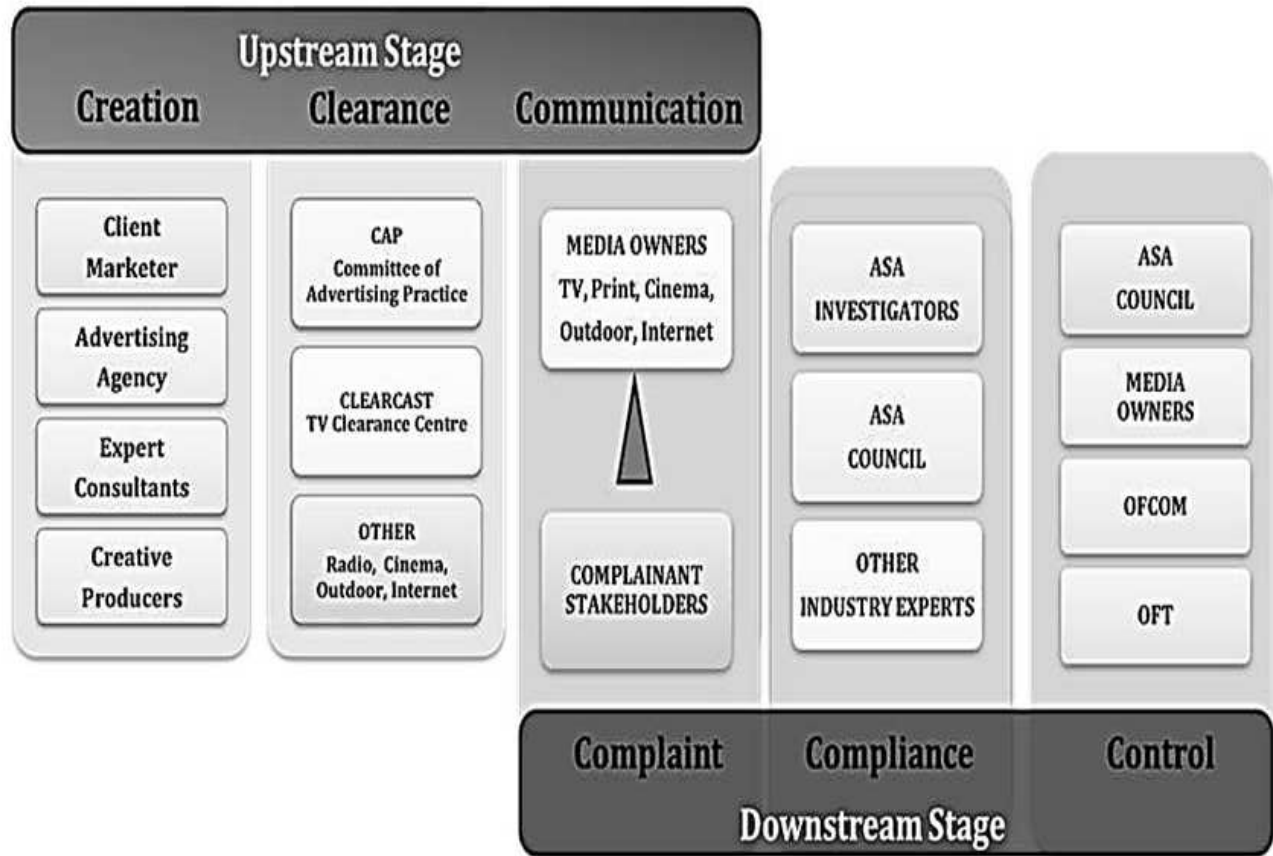 Upstream Stage
Creation
Clearance
Communication
Client
Marketer
Advertising
Agency
Expert
Consultants
Creative
Producers
CAP
Committee of
Advertising Practice
CLEARCAST
TV Clearance Centre
OTHER
Radio, Cinema,
Outdoor, Internet
MEDIA OWNERS
TV, Print, Cinema,
Outdoor, Internet
COMPLAINANT
STAKEHOLDERS
ASA
INVESTIGATORS
ASA
COUNCIL
OTHER
INDUSTRY EXPERTS
ASA
COUNCIL
MEDIA
OWNERS
OFCOM
OFT
Complaint
Compliance
Control
Downstream Stage